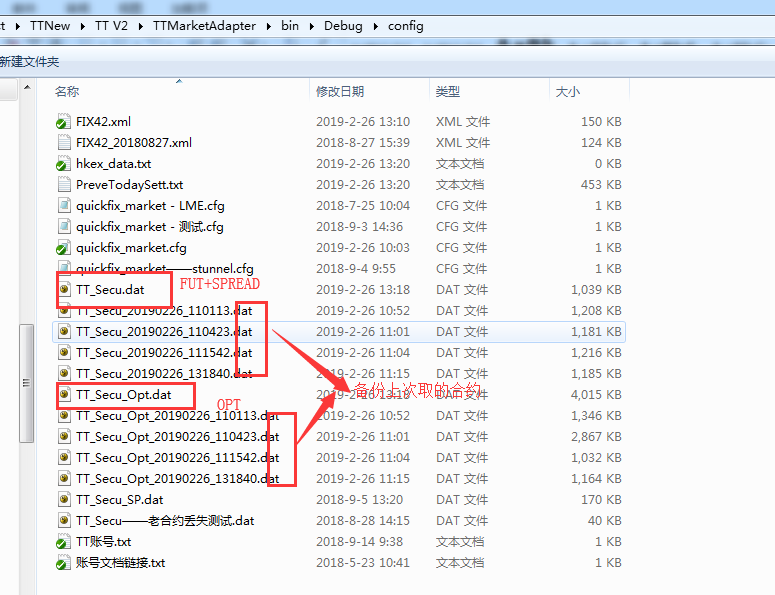 t ▸ TTNew ▸ TT V2 ▸ TTMarketAdapter ▸ bin ▸ Debug ▸ config
新建文件夹
名称 修改日期 类型 大小
FIX42.xml 2019-2-26 13:10 XML 文件 150 KB
FIX42_20180827.xml 2018-8-27 15:39 XML 文件 124 KB
hkex_data.txt 2019-2-26 13:20 文本文档 0 KB
PreveTodaySett.txt 2019-2-26 13:20 文本文档 453 KB
quickfix_market - LME.cfg 2018-7-25 10:04 CFG 文件 1 KB
quickfix_market - 测试.cfg 2018-9-3 14:36 CFG 文件 1 KB
quickfix_market.cfg 2019-2-26 10:03 CFG 文件 1 KB
quickfix_market——stunnel.cfg 2018-9-4 9:55 CFG 文件 1 KB
TT_Secu.dat FUT+SPREAD 2019-2-26 13:18 DAT 文件 1,039 KB
TT_Secu_20190226_110113.dat 2019-2-26 10:52 DAT 文件 1,208 KB
TT_Secu_20190226_110423.dat 2019-2-26 11:01 DAT 文件 1,181 KB
TT_Secu_20190226_111542.dat 2019-2-26 11:04 DAT 文件 1,216 KB
TT_Secu_20190226_131840.dat 2019-2-26 11:15 DAT 文件 1,185 KB
备份上次取的合约
TT_Secu_Opt.dat OPT 2019-2-26 13:18 DAT 文件 4,015 KB
TT_Secu_Opt_20190226_110113.dat 2019-2-26 10:52 DAT 文件 1,346 KB
TT_Secu_Opt_20190226_110423.dat 2019-2-26 11:01 DAT 文件 2,867 KB
TT_Secu_Opt_20190226_111542.dat 2019-2-26 11:04 DAT 文件 1,032 KB
TT_Secu_Opt_20190226_131840.dat 2019-2-26 11:15 DAT 文件 1,164 KB
TT_Secu_SP.dat 2018-9-5 13:20 DAT 文件 170 KB
TT_Secu——老合约丢失测试.dat 2018-8-28 14:15 DAT 文件 40 KB
TT账号.txt 2018-9-14 9:38 文本文档 1 KB
账号文档链接.txt 2018-5-23 10:41 文本文档 1 KB